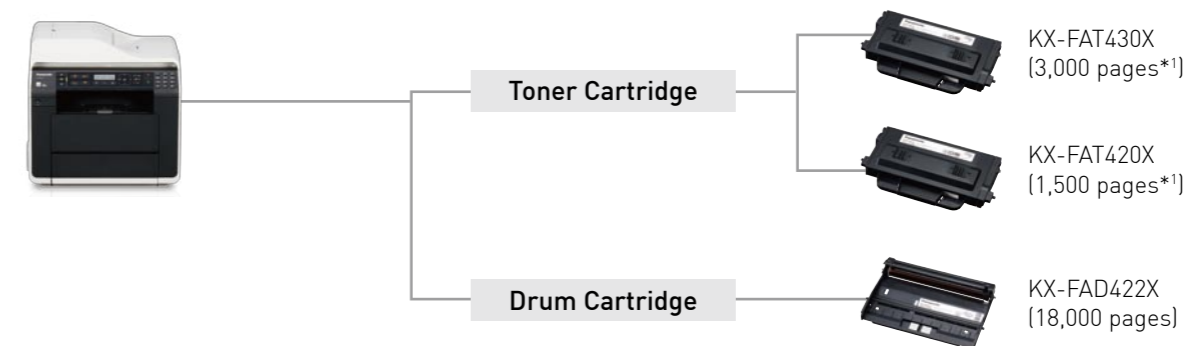 Toner Cartridge
KX-FAT430X
(3,000 pages*1)
KX-FAT420X
(1,500 pages*1)
Drum Cartridge
KX-FAD422X
(18,000 pages)